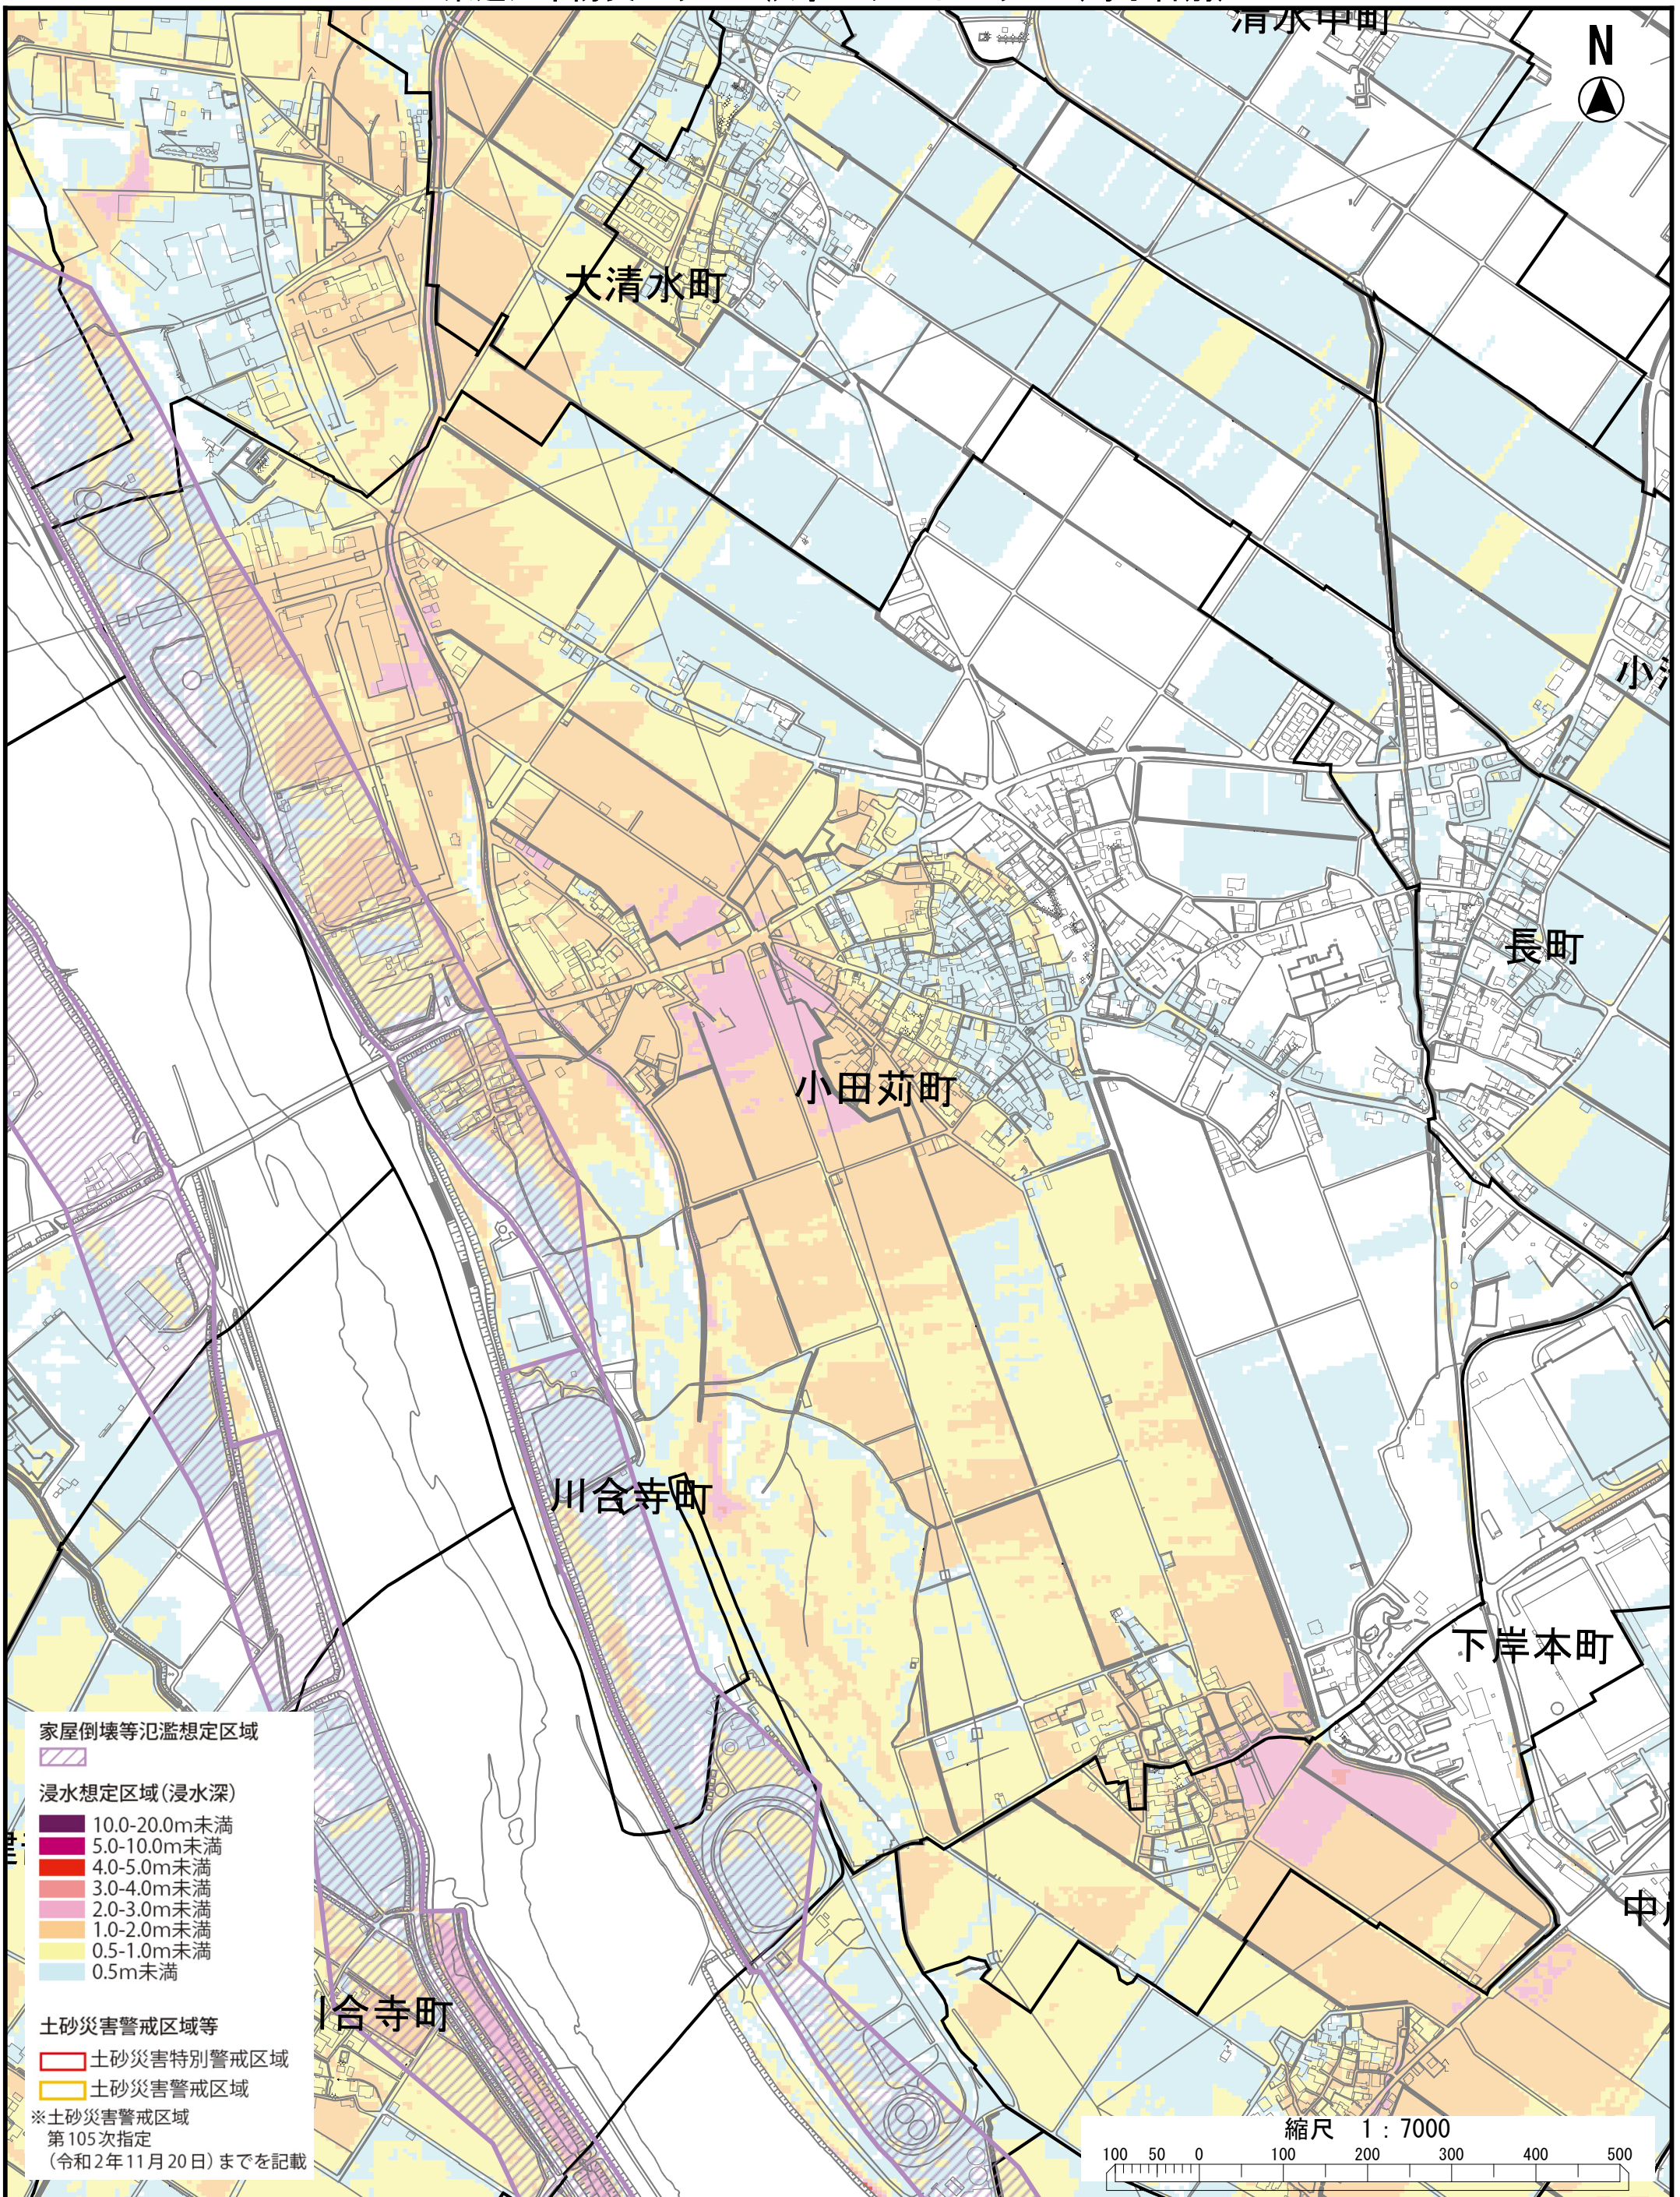 清水中町
N
大清水町
長町
小田苅町
川合寺町
下岸本町
家屋倒壊等氾濫想定区域
浸水想定区域(浸水深)
10.0-20.0m未満
5.0-10.0m未満
4.0-5.0m未満
3.0-4.0m未満
2.0-3.0m未満
1.0-2.0m未満
0.5-1.0m未満
0.5m未満
川合寺町
土砂災害警戒区域等
土砂災害特別警戒区域
土砂災害警戒区域
※土砂災害警戒区域
第105次指定
(令和2年11月20日)までを記載
縮尺 1：7000
100 50 0 100 200 300 400 500